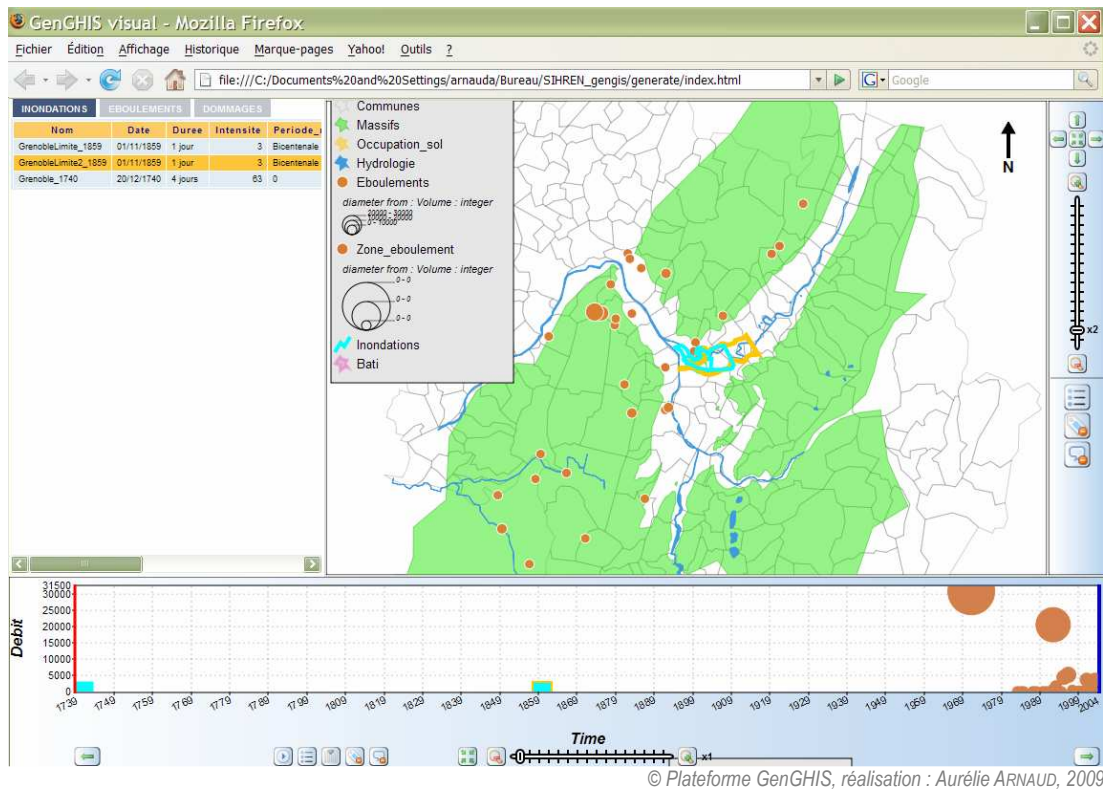 GenGHIS visual - Mozilla Firefox
Fichier Édition Affichage Historique Marque-pages Yahoo! Outils ?
file:///C:/Documents%20and%20Settings/arnauda/Bureau/SIHREN_gengis/generate/index.html
Google
INONDATIONS EBOULEMENTS DOMMAGES
Nom Date Duree Intensite Periode_
GrenobleLimite_1859 01/11/1859 1 jour 3 Bicentenale
GrenobleLimite2_1859 01/11/1859 1 jour 3 Bicentenale
Grenoble_1740 20/12/1740 4 jours 63 0
Communes
Massifs
Occupation_sol
Hydrologie
Eboulements
diameter from : Volume : integer
20000 - 30000
0 - 10000
Zone_eboulement
diameter from : Volume : integer
0 - 0
0 - 0
0 - 0
Inondations
Bati
N
x2
Debit
31500
30000
25000
20000
15000
10000
5000
0
1739 1749 1759 1769 1779 1789 1799 1809 1819 1829 1839 1849 1859 1869 1879 1889 1899 1909 1919 1929 1939 1949 1959 1969 1979 1989 1999 2004
Time
x1
© Plateforme GenGHIS, réalisation : Aurélie ARNAUD, 2009